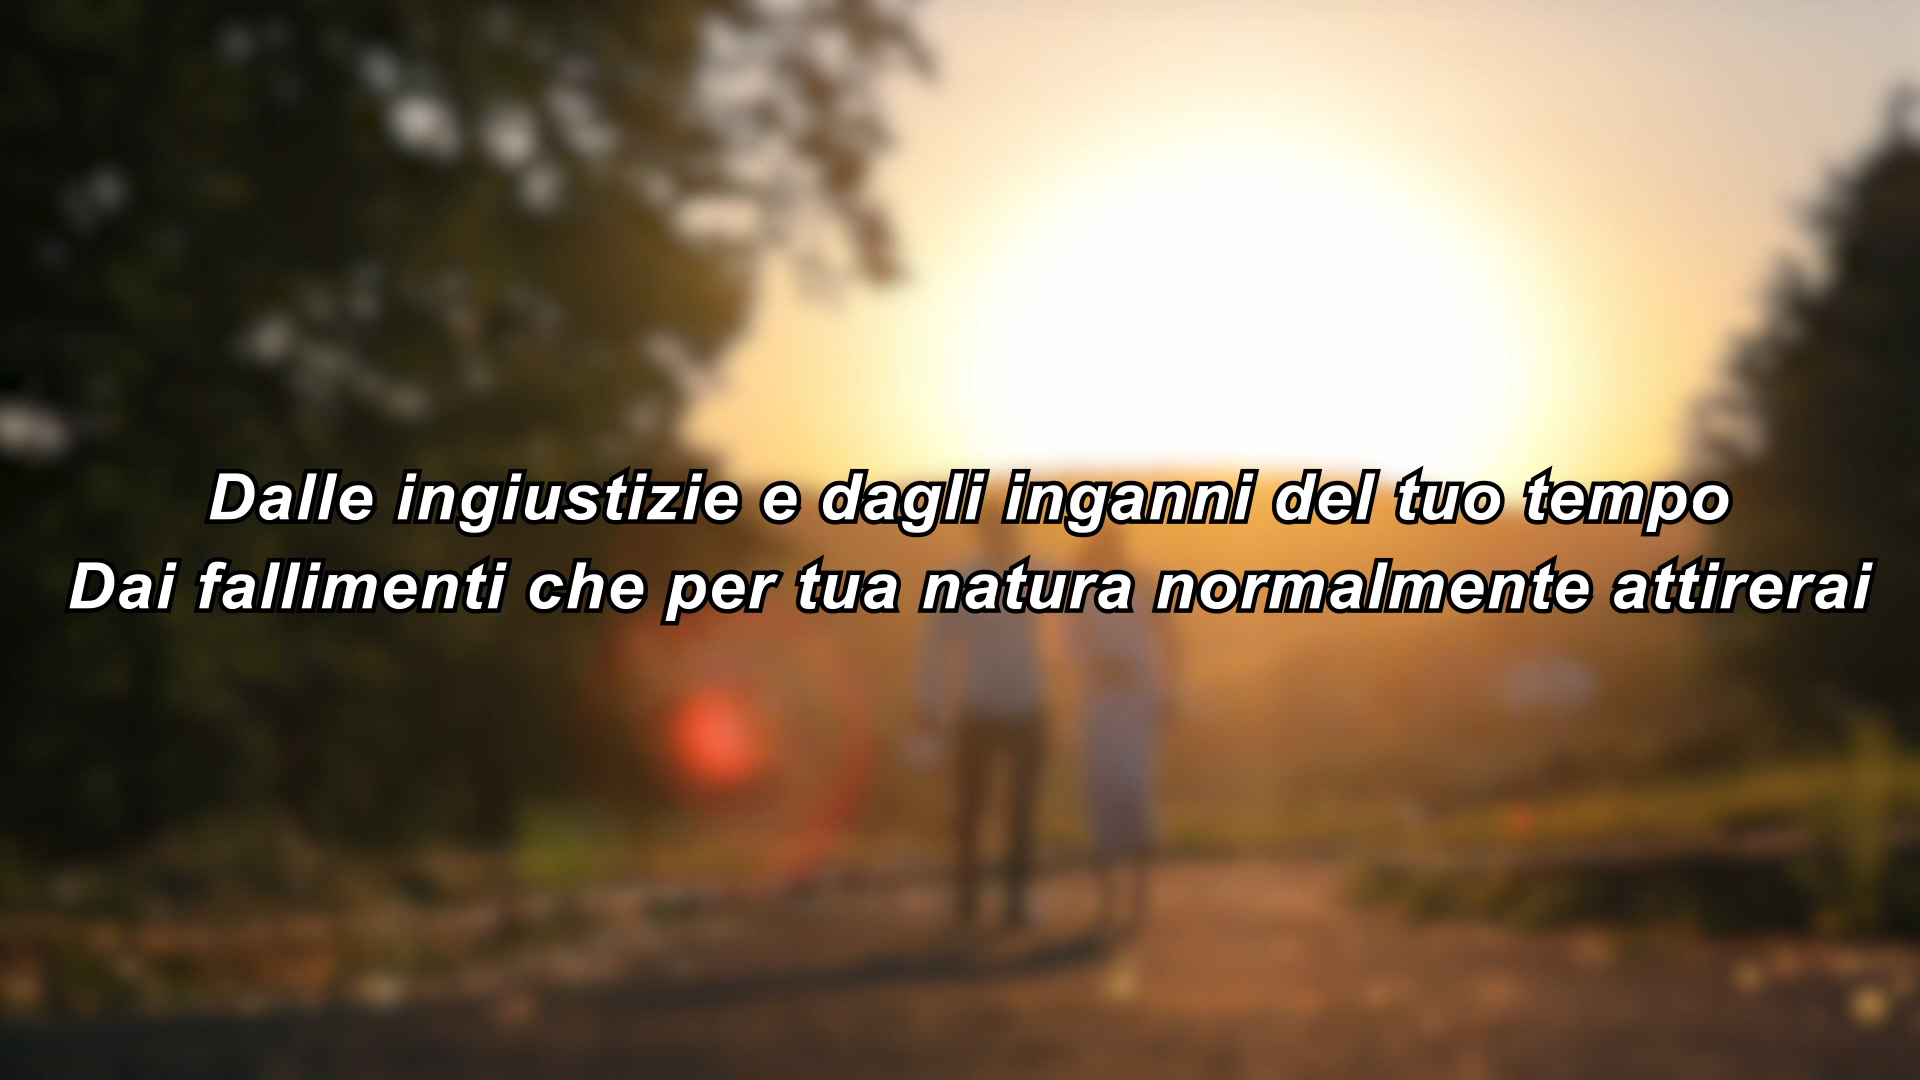 Dalle ingiustizie e dagli inganni del tuo tempo
Dai fallimenti che per tua natura normalmente attirerai